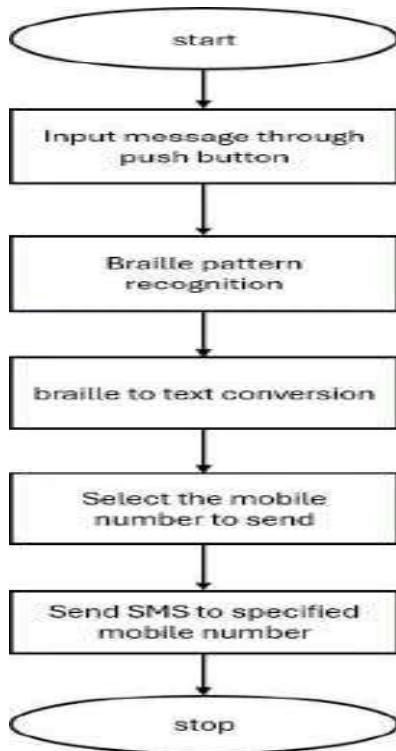 start
Input message through
push button
Braille pattern
recognition
braille to text conversion
Select the mobile
number to send
Send SMS to specified
mobile number
stop